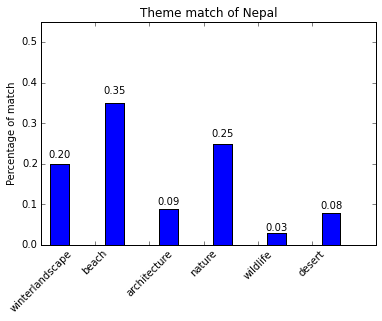 Theme match of Nepal
Percentage of match
0.5
0.4
0.3
0.2
0.1
0.0
0.20
0.35
0.09
0.25
0.03
0.08
winterlandscape
beach
architecture
nature
wildlife
desert